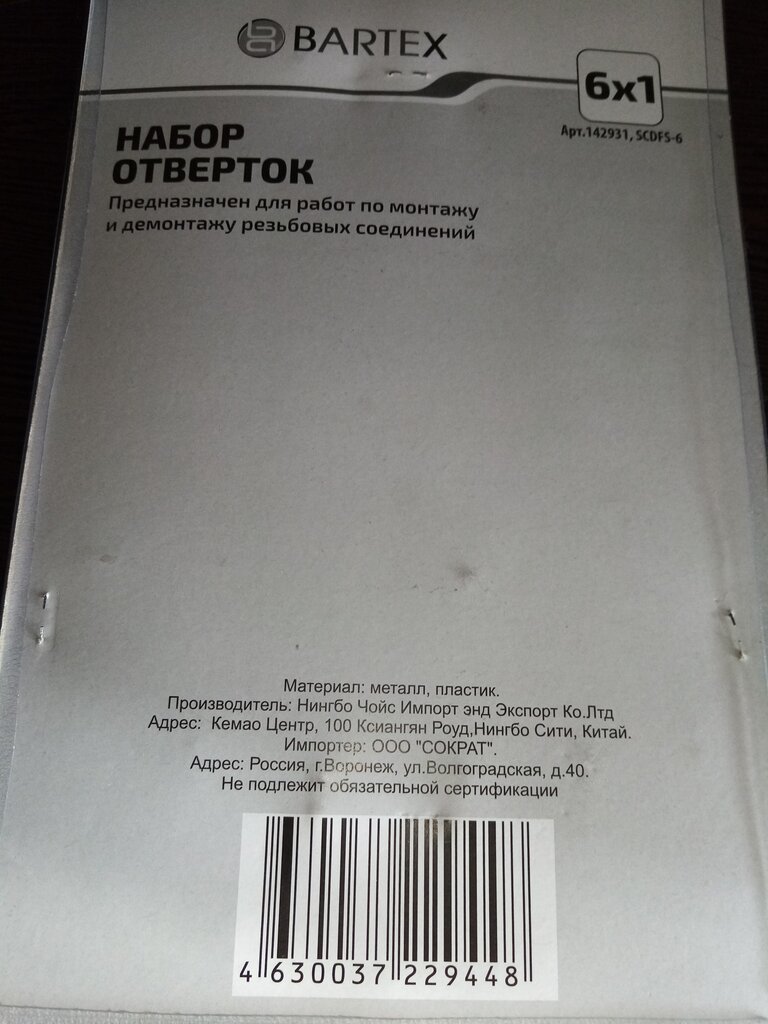 BARTEX
6x1
Арт.142931, SCDFS-6
НАБОР
ОТВЕРТОК
Предназначен для работ по монтажу
и демонтажу резьбовых соединений
Материал: металл, пластик.
Производитель: Нингбо Чойс Импорт энд Экспорт Ко.Лтд
Адрес: Кемао Центр, 100 Ксиангян Роуд,Нингбо Сити, Китай.
Импортер: ООО "СОКРАТ".
Адрес: Россия, г.Воронеж, ул.Волгоградская, д.40.
Не подлежит обязательной сертификации
4 630037 229448